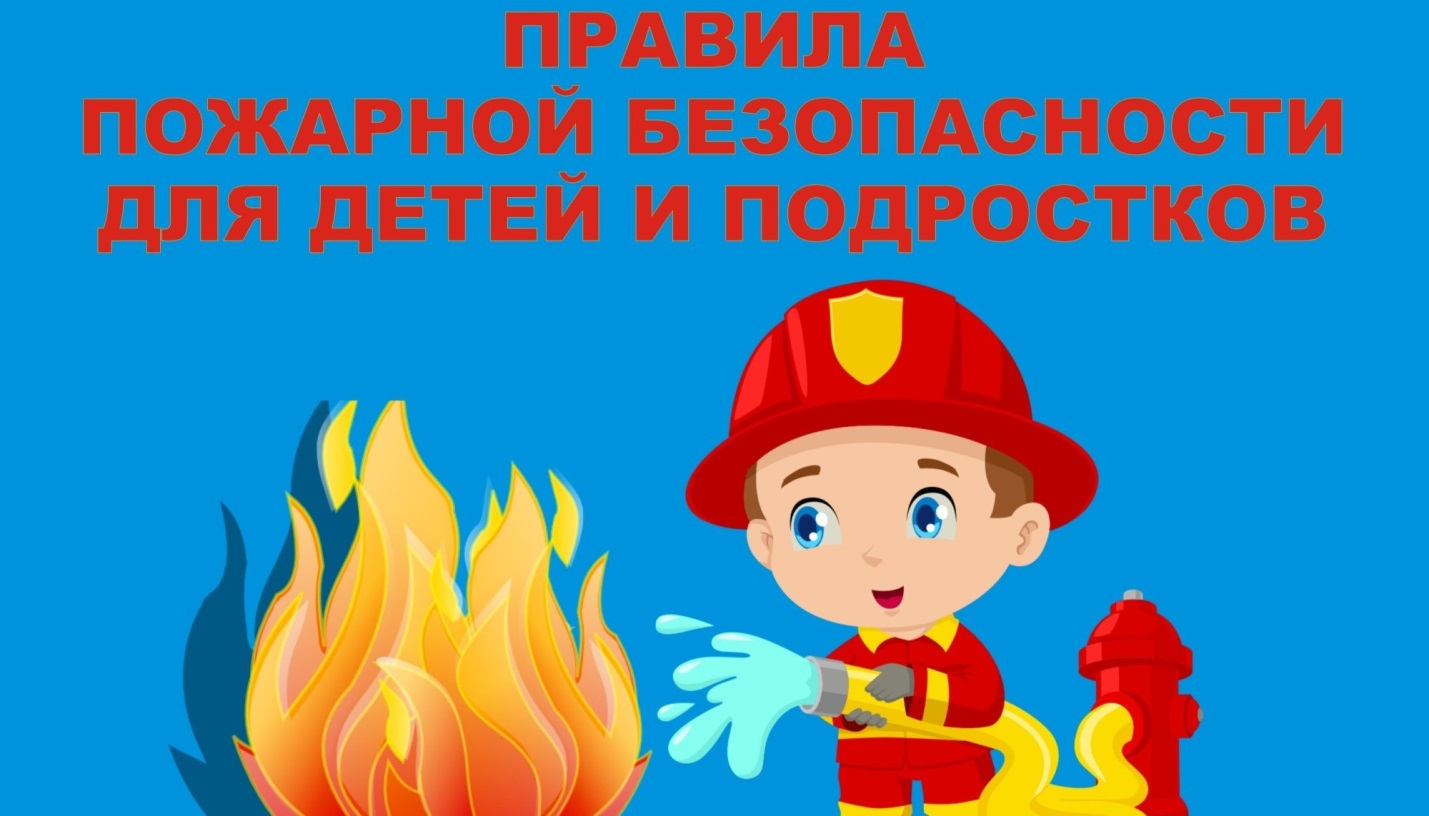 ПРАВИЛА
ПОЖАРНОЙ БЕЗОПАСНОСТИ
ДЛЯ ДЕТЕЙ И ПОДРОСТКОВ